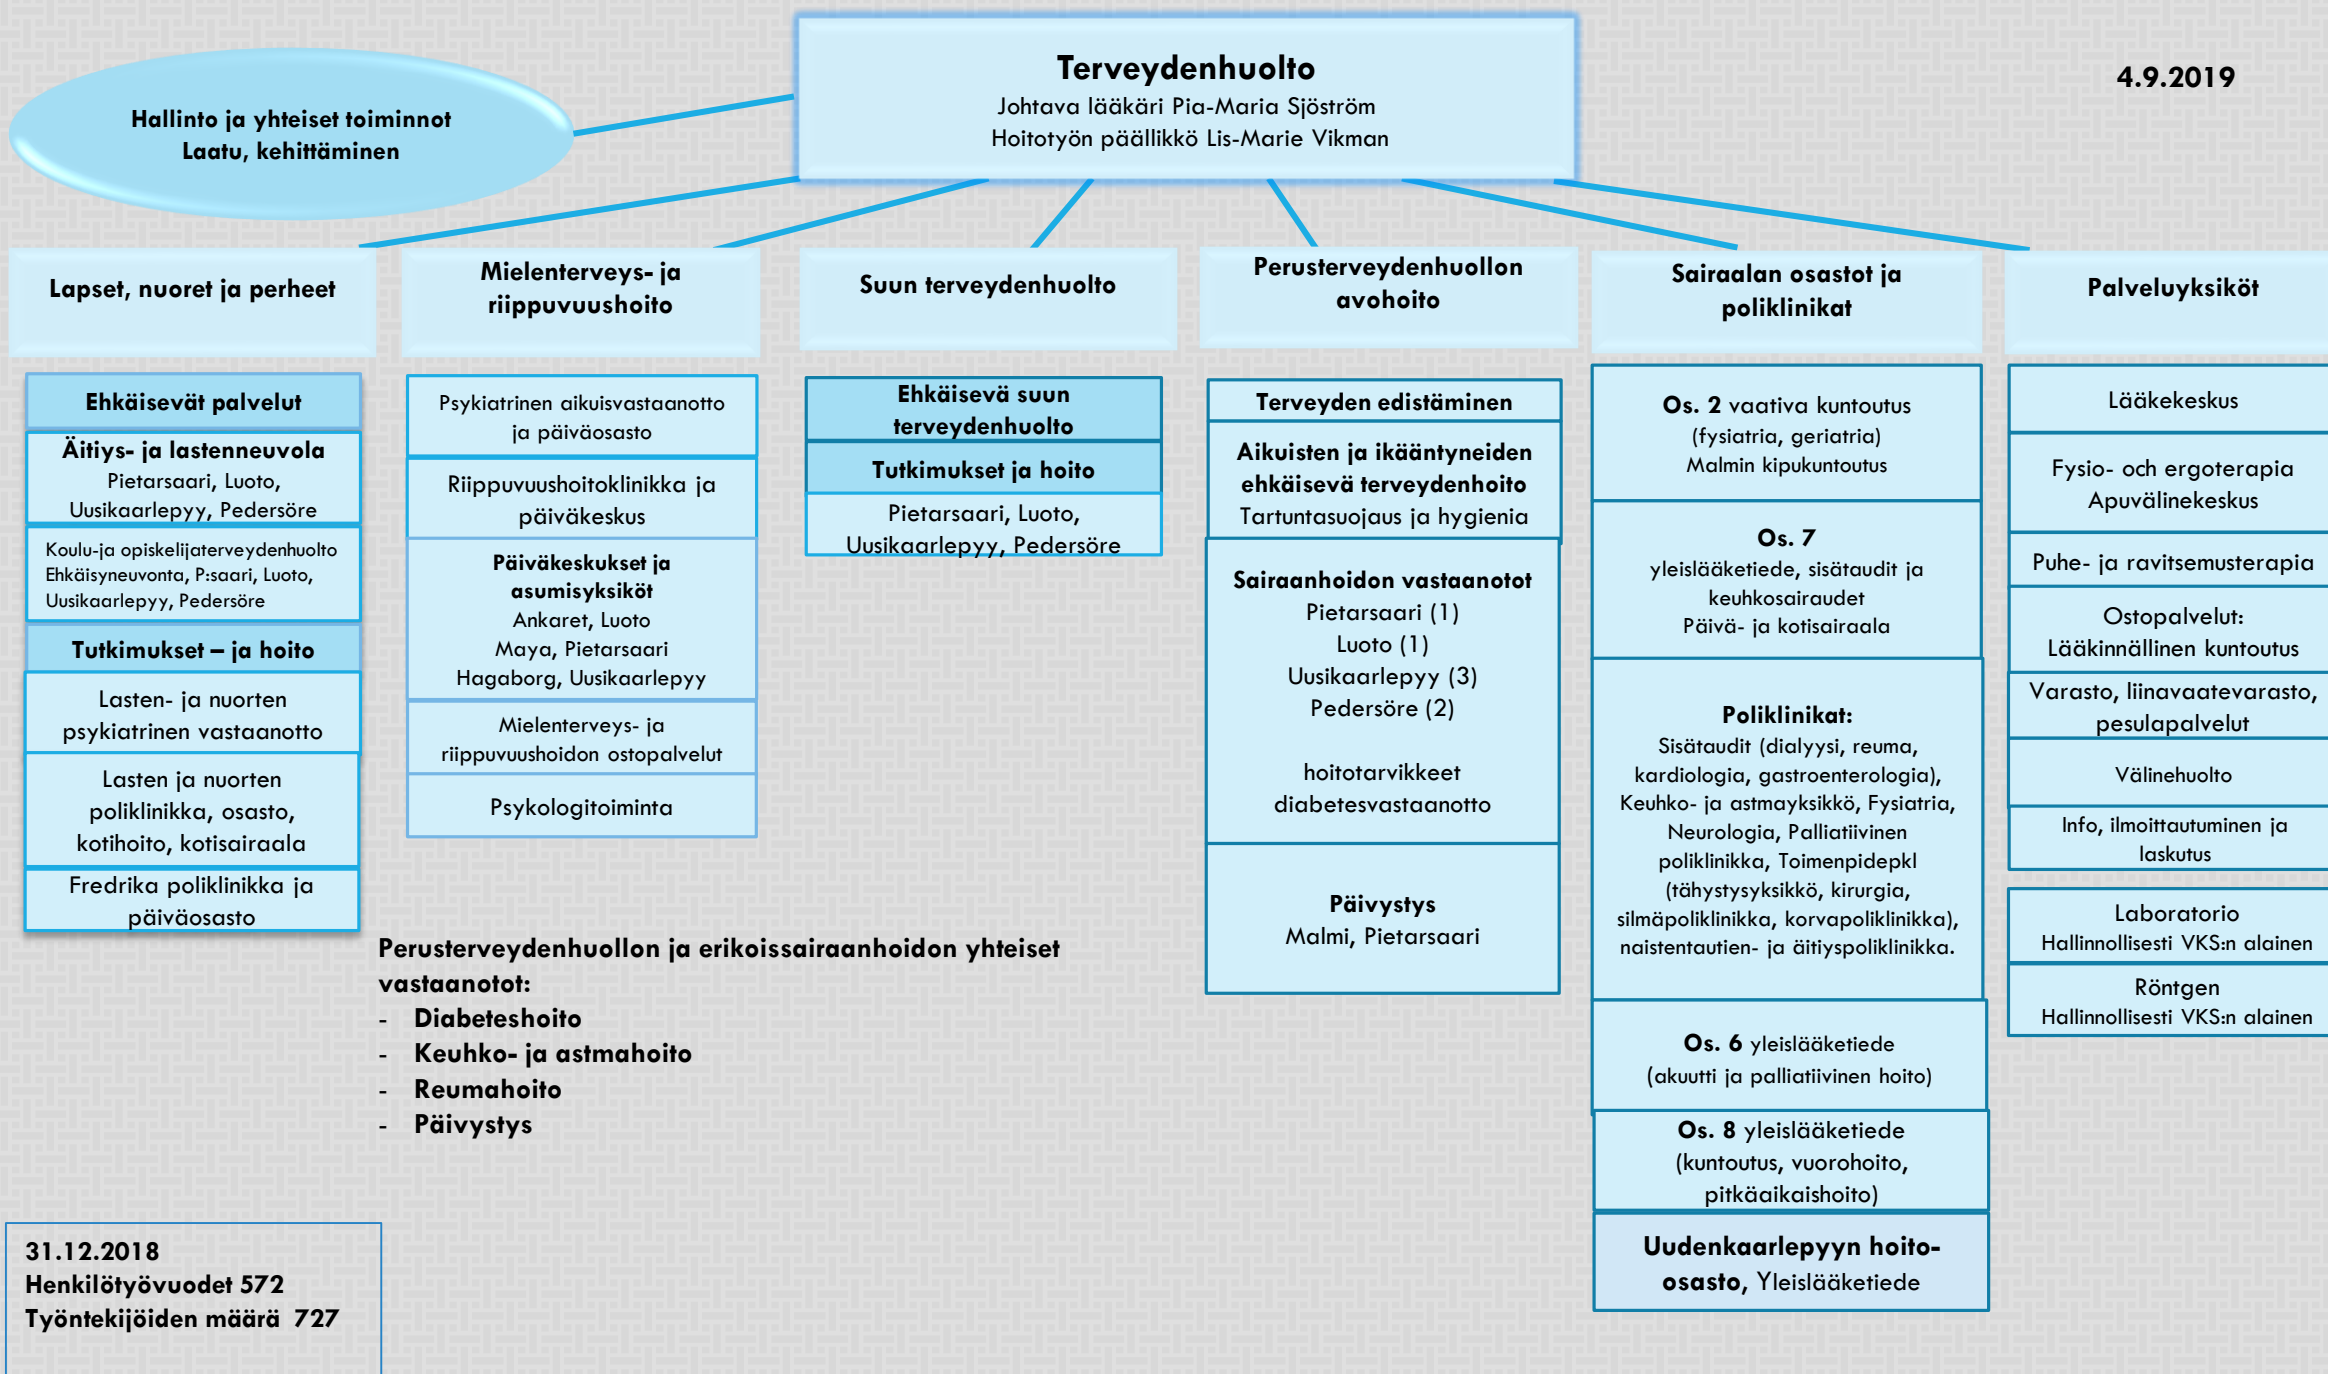 Terveydenhuolto
Johtava lääkäri Pia-Maria Sjöström
Hoitotyön päällikkö Lis-Marie Vikman
4.9.2019
Hallinto ja yhteiset toiminnot
Laatu, kehittäminen
Lapset, nuoret ja perheet
Ehkäisevät palvelut
Äitiys- ja lastenneuvola
Pietarsaari, Luoto,
Uusikaarlepyy, Pedersöre
Koulu-ja opiskelijaterveydenhuolto
Ehkäisyneuvonta, P:saari, Luoto,
Uusikaarlepyy, Pedersöre
Tutkimukset – ja hoito
Lasten- ja nuorten
psykiatrinen vastaanotto
Lasten ja nuorten
poliklinikka, osasto,
kotihoito, kotisairaala
Fredrika poliklinikka ja
päiväosasto
Mielenterveys- ja
riippuvuushoito
Psykiatrinen aikuisvastaanotto
ja päiväosasto
Riippuvuushoitoklinikka ja
päiväkeskus
Päiväkeskukset ja
asumisyksiköt
Ankaret, Luoto
Maya, Pietarsaari
Hagaborg, Uusikaarlepyy
Mielenterveys- ja
riippuvuushoidon ostopalvelut
Psykologitoiminta
Suun terveydenhuolto
Ehkäisevä suun
terveydenhuolto
Tutkimukset ja hoito
Pietarsaari, Luoto,
Uusikaarlepyy, Pedersöre
Perusterveydenhuollon
avohoito
Terveyden edistäminen
Aikuisten ja ikääntyneiden
ehkäisevä terveydenhoito
Tartuntasuojaus ja hygienia
Sairaanhoidon vastaanotot
Pietarsaari (1)
Luoto (1)
Uusikaarlepyy (3)
Pedersöre (2)
hoitotarvikkeet
diabetesvastaanotto
Päivystys
Malmi, Pietarsaari
Sairaalan osastot ja
poliklinikat
Os. 2 vaativa kuntoutus
(fysiatria, geriatria)
Malmin kipukuntoutus
Os. 7
yleislääketiede, sisätaudit ja
keuhkosairaudet
Päivä- ja kotisairaala
Poliklinikat:
Sisätaudit (dialyysi, reuma,
kardiologia, gastroenterologia),
Keuhko- ja astmayksikkö, Fysiatria,
Neurologia, Palliatiivinen
poliklinikka, Toimenpidepkl
(tähystysyksikkö, kirurgia,
silmäpoliklinikka, korvapoliklinikka),
naistentautien- ja äitiyspoliklinikka.
Os. 6 yleislääketiede
(akuutti ja palliatiivinen hoito)
Os. 8 yleislääketiede
(kuntoutus, vuorohoito,
pitkäaikaishoito)
Uudenkaarlepyyn hoito-
osasto, Yleislääketiede
Palveluyksiköt
Lääkekeskus
Fysio- och ergoterapia
Apuvälinekeskus
Puhe- ja ravitsemusterapia
Ostopalvelut:
Lääkinnällinen kuntoutus
Varasto, liinavaatevarasto,
pesulapalvelut
Välinehuolto
Info, ilmoittautuminen ja
laskutus
Laboratorio
Hallinnollisesti VKS:n alainen
Röntgen
Hallinnollisesti VKS:n alainen
Perusterveydenhuollon ja erikoissairaanhoidon yhteiset
vastaanotot:
- Diabeteshoito
- Keuhko- ja astmahoito
- Reumahoito
- Päivystys
31.12.2018
Henkilötyövuodet 572
Työntekijöiden määrä 727